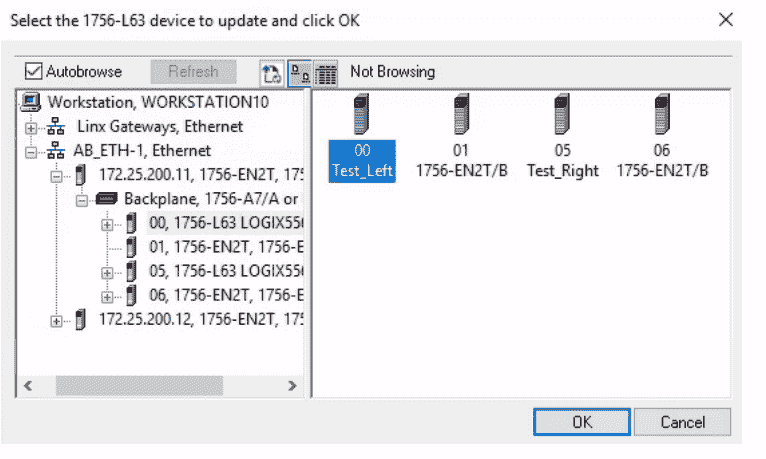 Select the 1756-L63 device to update and click OK
Autobrowse
Refresh
Not Browsing
Workstation, WORKSTATION10
Linx Gateways, Ethernet
AB_ETH-1, Ethernet
172.25.200.11, 1756-EN2T, 175
Backplane, 1756-A7/A or
00, 1756-L63 LOGIX556
01, 1756-EN2T, 1756-E
05, 1756-L63 LOGIX556
06, 1756-EN2T, 1756-E
172.25.200.12, 1756-EN2T, 175
00
Test_Left
01
1756-EN2T/B
05
Test_Right
06
1756-EN2T/B
OK
Cancel